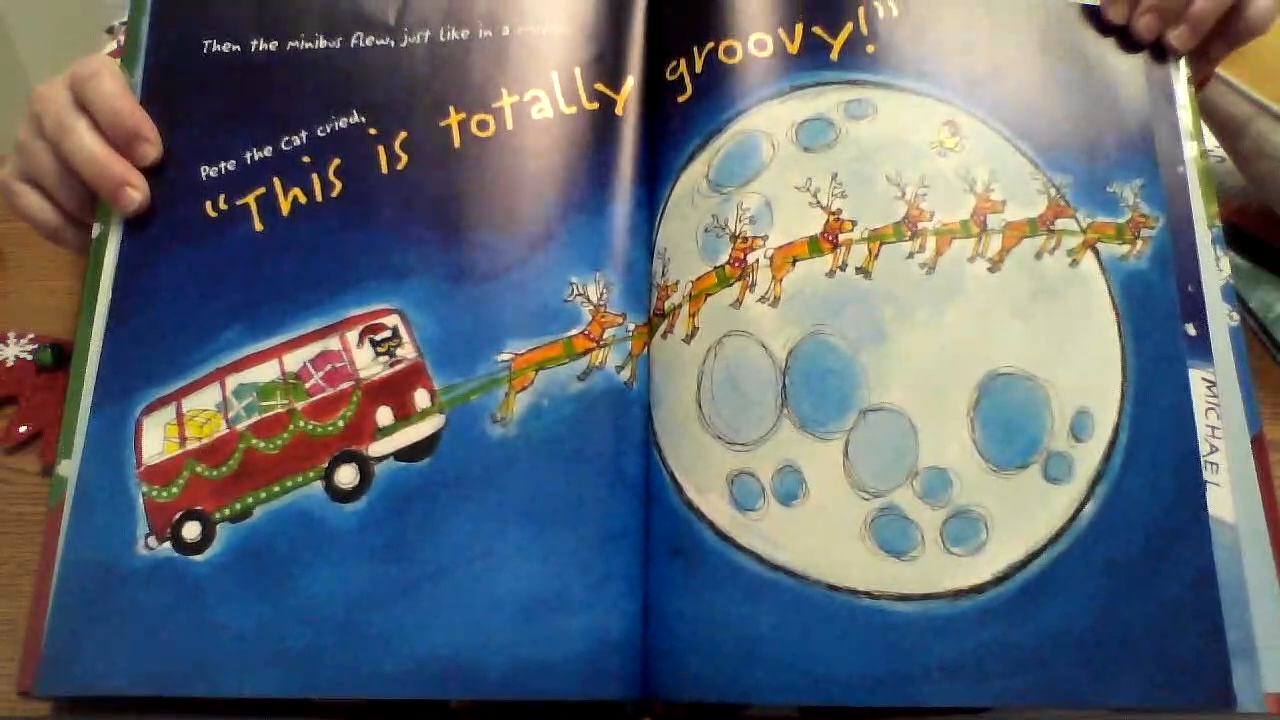 Then the minibus flew, just like in a
Pete the Cat cried,
"This is totally groovy!"
MICHAEL